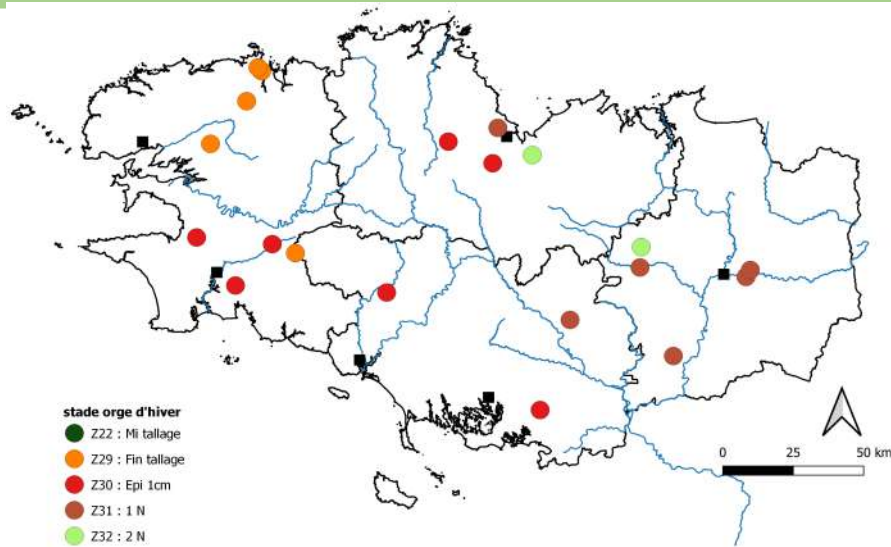 stade orge d'hiver
Z22 : Mi tallage
Z29 : Fin tallage
Z30 : Epi 1cm
Z31 : 1 N
Z32 : 2 N
0 25 50 km